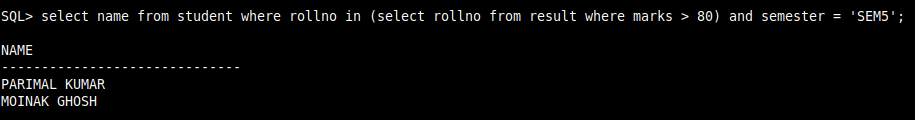 SQL> select name from student where rollno in (select rollno from result where marks > 80) and semester = 'SEM5';
NAME
------------------------------
PARIMAL KUMAR
MOINAK GHOSH